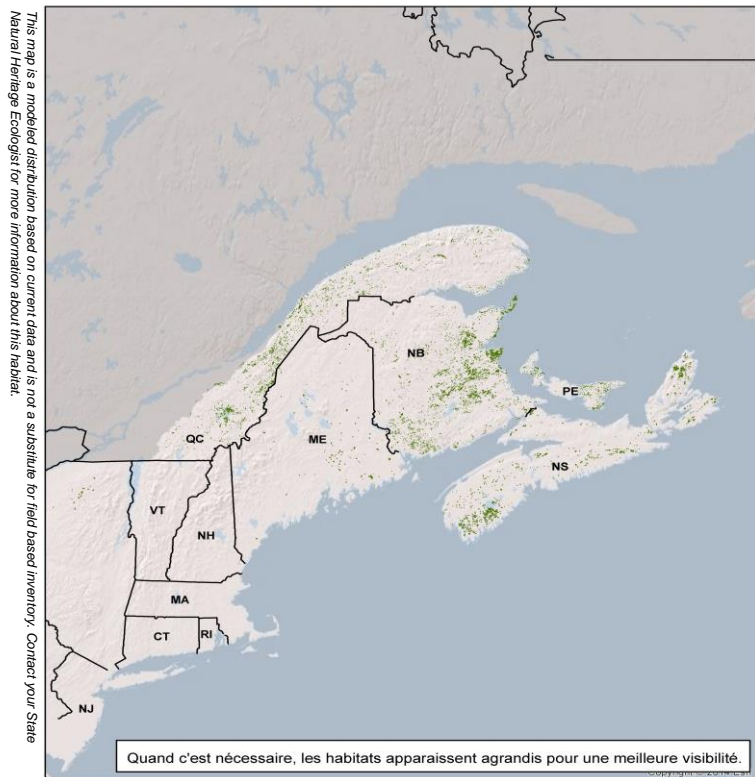 This map is a modeled distribution based on current data and is not a substitute for field based inventory. Contact your State
Natural Heritage Ecologist for more information about this habitat.
NB
PE
QC
ME
NS
VT
NH
MA
CT
RI
NJ
Quand c'est nécessaire, les habitats apparaissent agrandis pour une meilleure visibilité.